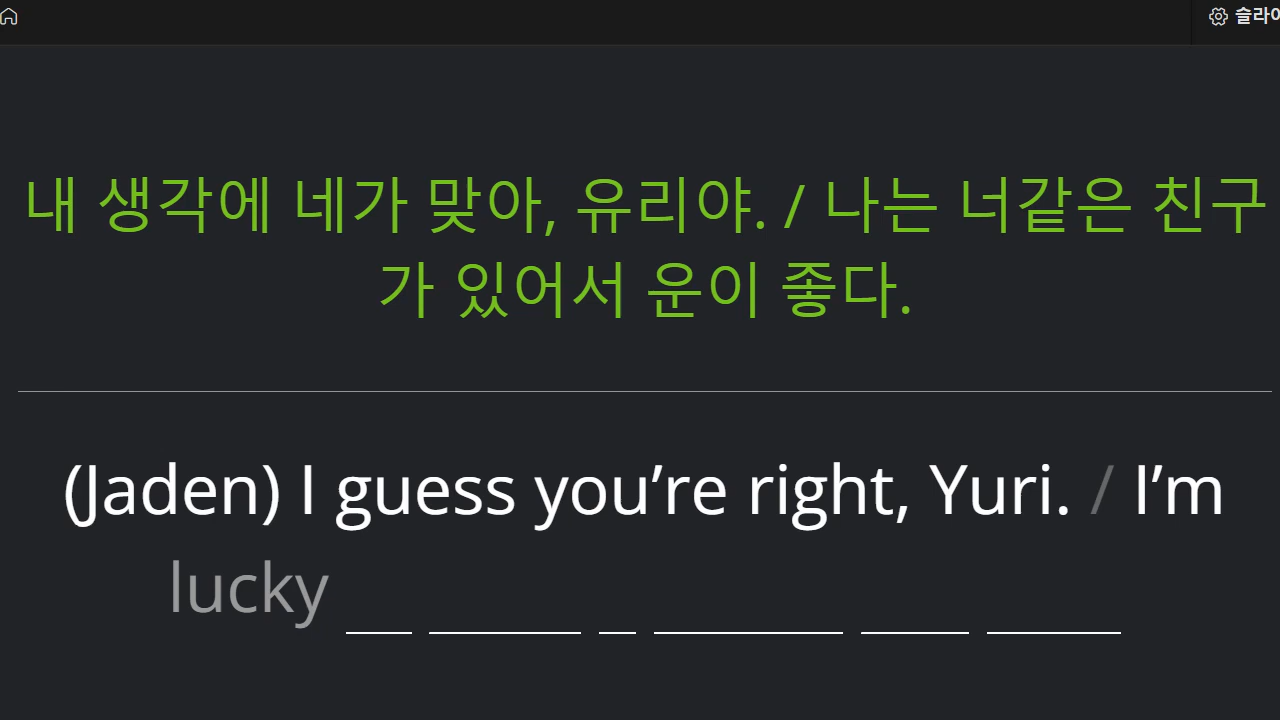 슬라이
내 생각에 네가 맞아, 유리야. / 나는 너같은 친구
가 있어서 운이 좋다.
(Jaden) I guess you’re right, Yuri. / I’m
lucky